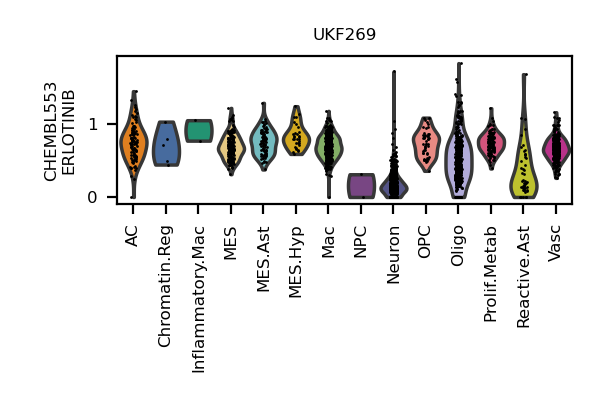 UKF269
CHEMBL553
ERLOTINIB
1
0
AC
Chromatin.Reg
Inflammatory.Mac
MES
MES.Ast
MES.Hyp
Mac
NPC
Neuron
OPC
Oligo
Prolif.Metab
Reactive.Ast
Vasc